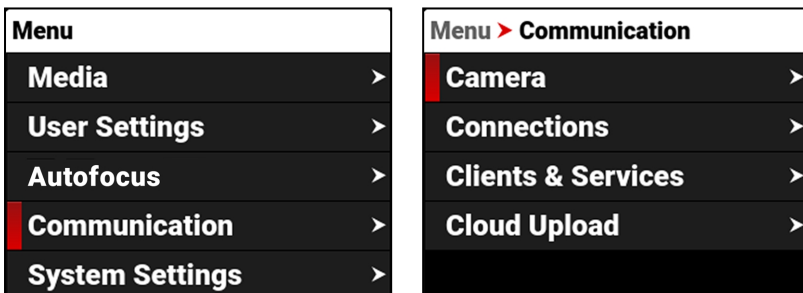 Menu
Media
User Settings
Autofocus
Communication
System Settings
Menu > Communication
Camera
Connections
Clients & Services
Cloud Upload